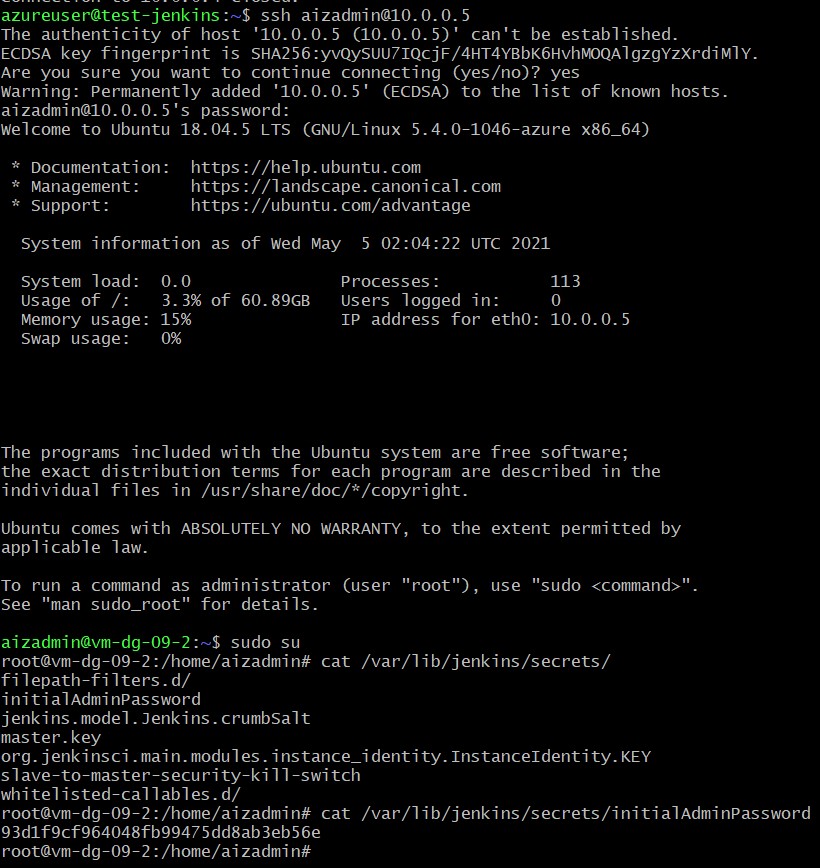 azureuser@test-jenkins:~$ ssh aizadmin@10.0.0.5
The authenticity of host '10.0.0.5 (10.0.0.5)' can't be established.
ECDSA key fingerprint is SHA256:yvQySUU7IQcjF/4HT4YBbK6HvhMOQAlgzgYzXrdiMlY.
Are you sure you want to continue connecting (yes/no)? yes
Warning: Permanently added '10.0.0.5' (ECDSA) to the list of known hosts.
aizadmin@10.0.0.5's password:
Welcome to Ubuntu 18.04.5 LTS (GNU/Linux 5.4.0-1046-azure x86_64)

* Documentation:  https://help.ubuntu.com
* Management:     https://landscape.canonical.com
* Support:        https://ubuntu.com/advantage

System information as of Wed May  5 02:04:22 UTC 2021

System load:  0.0               Processes:           113
Usage of /:   3.3% of 60.89GB   Users logged in:     0
Memory usage: 15%               IP address for eth0: 10.0.0.5
Swap usage:   0%

The programs included with the Ubuntu system are free software;
the exact distribution terms for each program are described in the
individual files in /usr/share/doc/*/copyright.

Ubuntu comes with ABSOLUTELY NO WARRANTY, to the extent permitted by
applicable law.

To run a command as administrator (user "root"), use "sudo <command>".
See "man sudo_root" for details.

aizadmin@vm-dg-09-2:~$ sudo su
root@vm-dg-09-2:/home/aizadmin# cat /var/lib/jenkins/secrets/
filepath-filters.d/
initialAdminPassword
jenkins.model.Jenkins.crumbSalt
master.key
org.jenkinsci.main.modules.instance_identity.InstanceIdentity.KEY
slave-to-master-security-kill-switch
whitelisted-callables.d/
root@vm-dg-09-2:/home/aizadmin# cat /var/lib/jenkins/secrets/initialAdminPassword
93d1f9cf964048fb99475dd8ab3eb56e
root@vm-dg-09-2:/home/aizadmin#